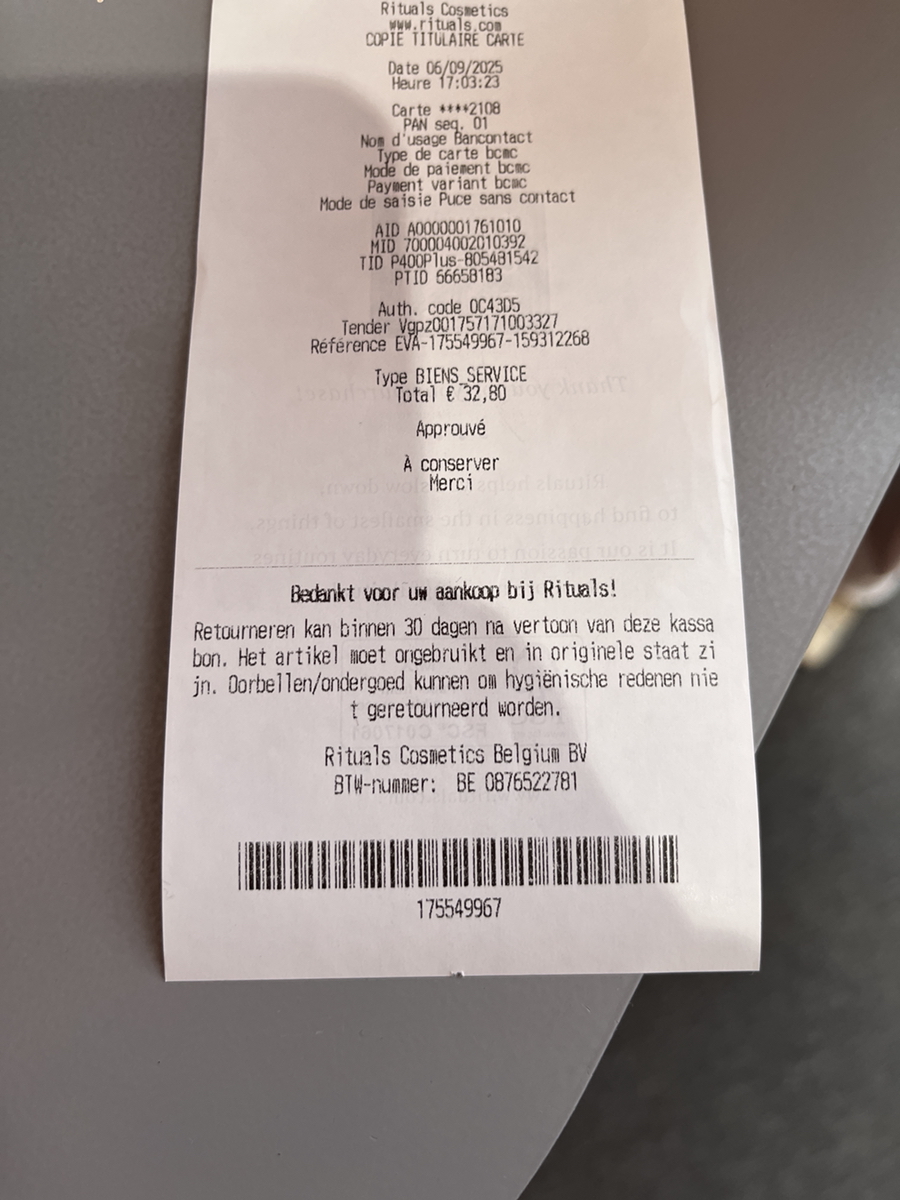 Rituals Cosmetics
www.rituals.com
COPIE TITULAIRE CARTE
Date 06/09/2025
Heure 17:03:23
Carte ****2108
PAN seq. 01
Nom d'usage Bancontact
Type de carte bcmc
Mode de paiement bcmc
Payment variant bcmc
Mode de saisie Puce sans contact
AID A0000001761010
MID 700004002010392
TID P400Plus-805481542
PTID 66658183
Auth. code 0C43D5
Tender Vgpz001757171003327
Référence EVA-175549967-159312268
Type BIENS_SERVICE
Total € 32,80
Approuvé
À conserver
Merci
Bedankt voor uw aankoop bij Rituals!
Retourneren kan binnen 30 dagen na vertoon van deze kassa
bon. Het artikel moet ongebruikt en in originele staat zi
jn. Oorbellen/ondergoed kunnen om hygiënische redenen nie
t geretourneerd worden.
Rituals Cosmetics Belgium BV
BTW-nummer: BE 0876522781
175549967